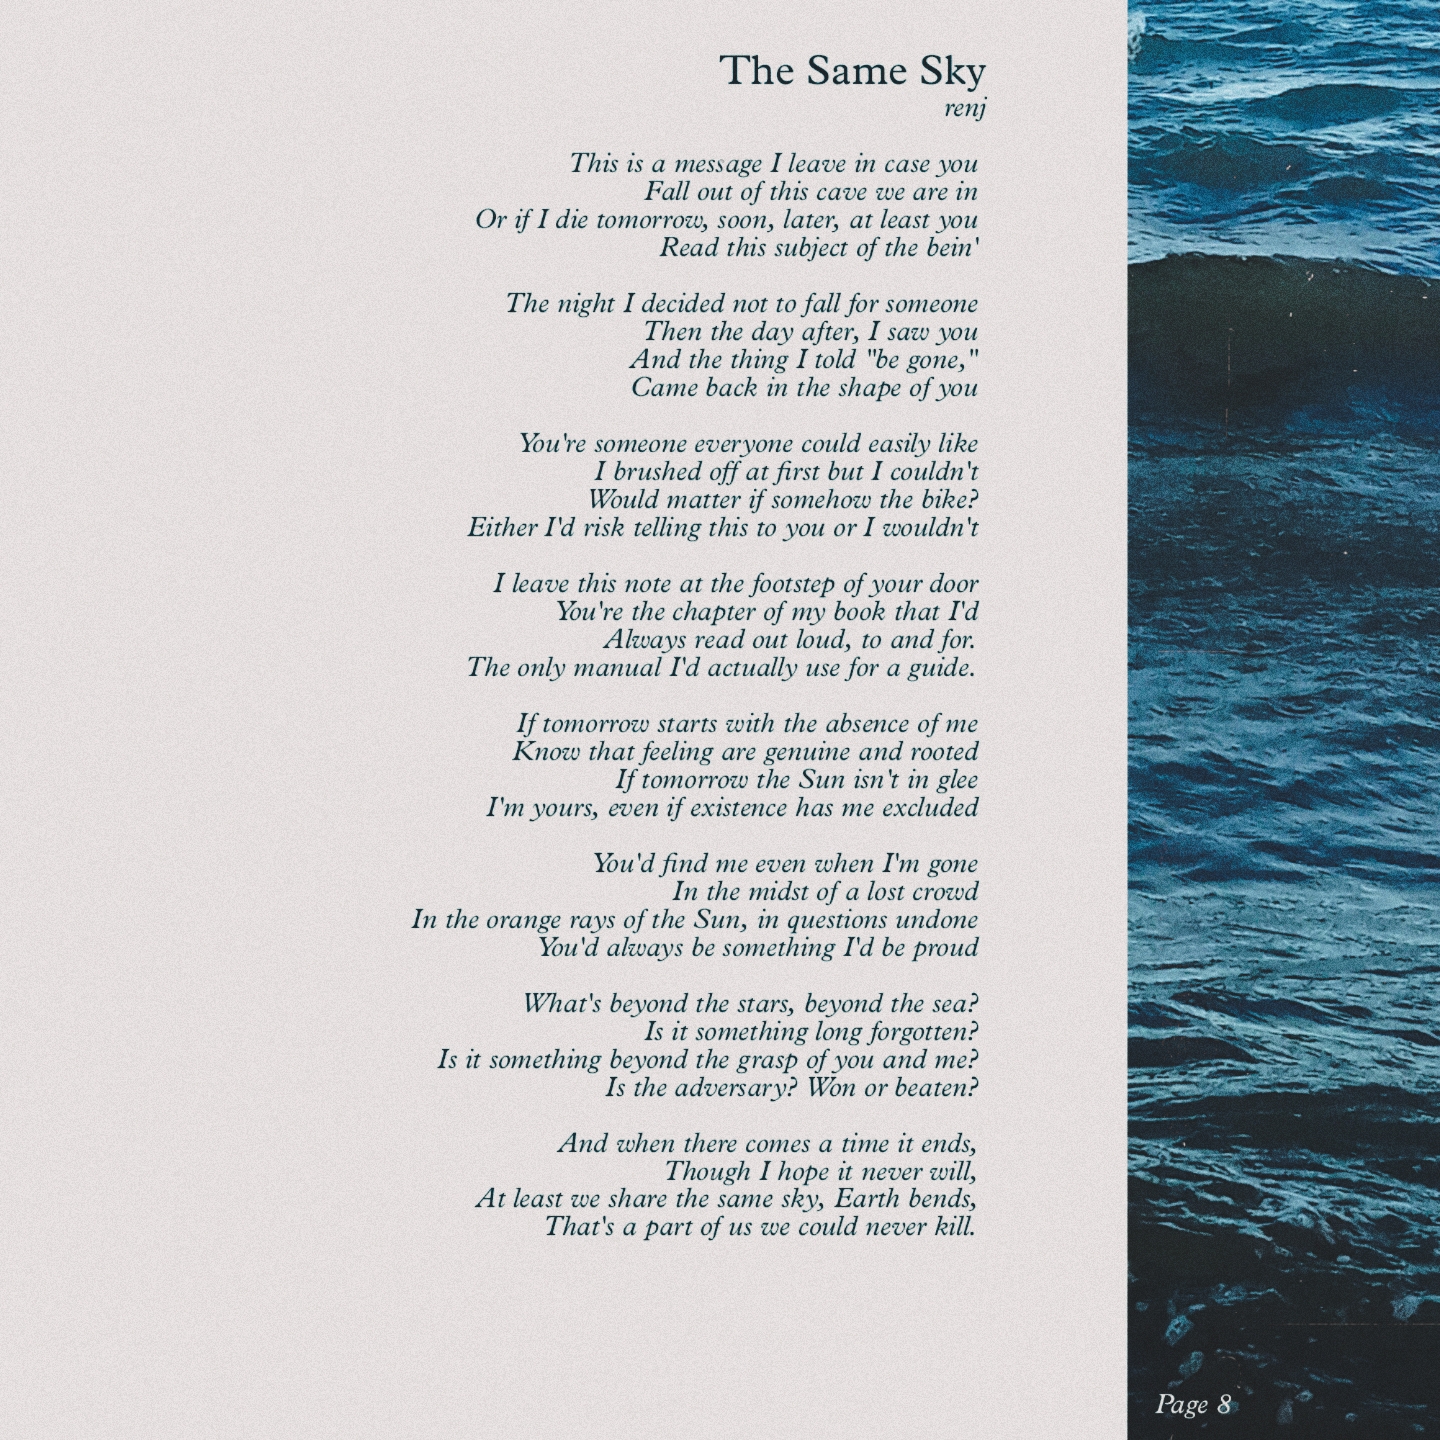 The Same Sky
renj
This is a message I leave in case you
Fall out of this cave we are in
Or if I die tomorrow, soon, later, at least you
Read this subject of the bein'
The night I decided not to fall for someone
Then the day after, I saw you
And the thing I told "be gone,"
Came back in the shape of you
You're someone everyone could easily like
I brushed off at first but I couldn't
Would matter if somehow the bike?
Either I'd risk telling this to you or I wouldn't
I leave this note at the footstep of your door
You're the chapter of my book that I'd
Always read out loud, to and for.
The only manual I'd actually use for a guide.
If tomorrow starts with the absence of me
Know that feeling are genuine and rooted
If tomorrow the Sun isn't in glee
I'm yours, even if existence has me excluded
You'd find me even when I'm gone
In the midst of a lost crowd
In the orange rays of the Sun, in questions undone
You'd always be something I'd be proud
What's beyond the stars, beyond the sea?
Is it something long forgotten?
Is it something beyond the grasp of you and me?
Is the adversary? Won or beaten?
And when there comes a time it ends,
Though I hope it never will,
At least we share the same sky, Earth bends,
That's a part of us we could never kill.
Page 8